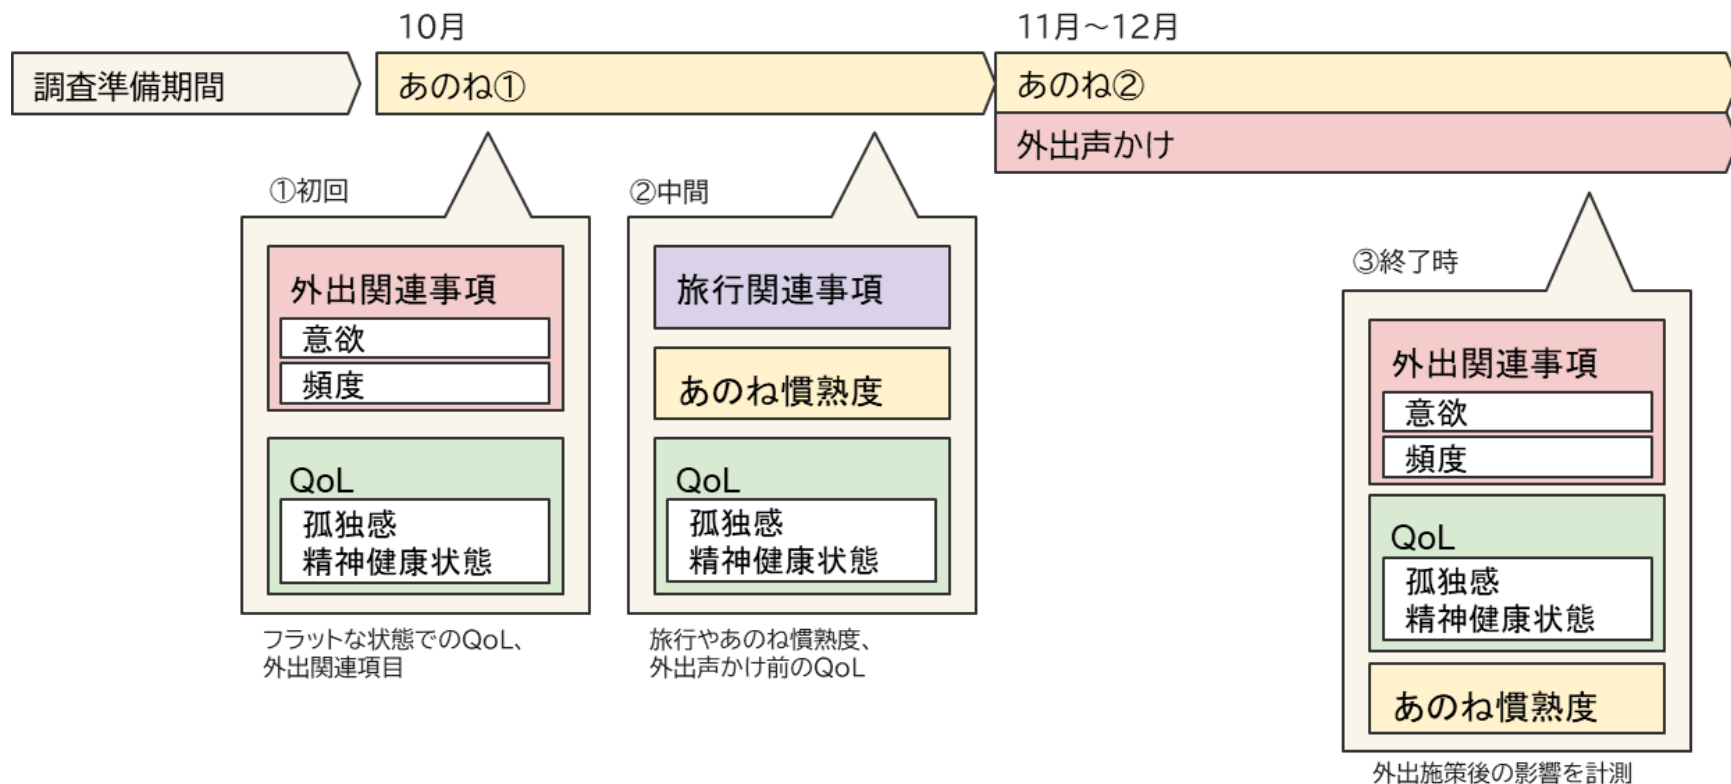 10月
11月～12月
調査準備期間
あのね①
あのね②
外出声かけ
①初回
外出関連事項
意欲
頻度
QoL
孤独感
精神健康状態
フラットな状態でのQoL、
外出関連項目
②中間
旅行関連事項
あのね慣熟度
QoL
孤独感
精神健康状態
旅行やあのね慣熟度、
外出声かけ前のQoL
③終了時
外出関連事項
意欲
頻度
QoL
孤独感
精神健康状態
あのね慣熟度
外出施策後の影響を計測